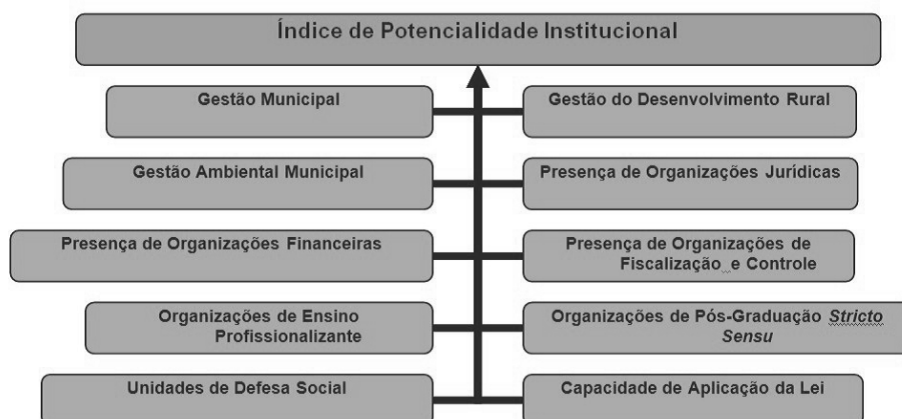 Índice de Potencialidade Institucional
Gestão Municipal
Gestão do Desenvolvimento Rural
Gestão Ambiental Municipal
Presença de Organizações Jurídicas
Presença de Organizações Financeiras
Presença de Organizações de
Fiscalização e Controle
Organizações de Ensino
Profissionalizante
Organizações de Pós-Graduação Stricto
Sensu
Unidades de Defesa Social
Capacidade de Aplicação da Lei